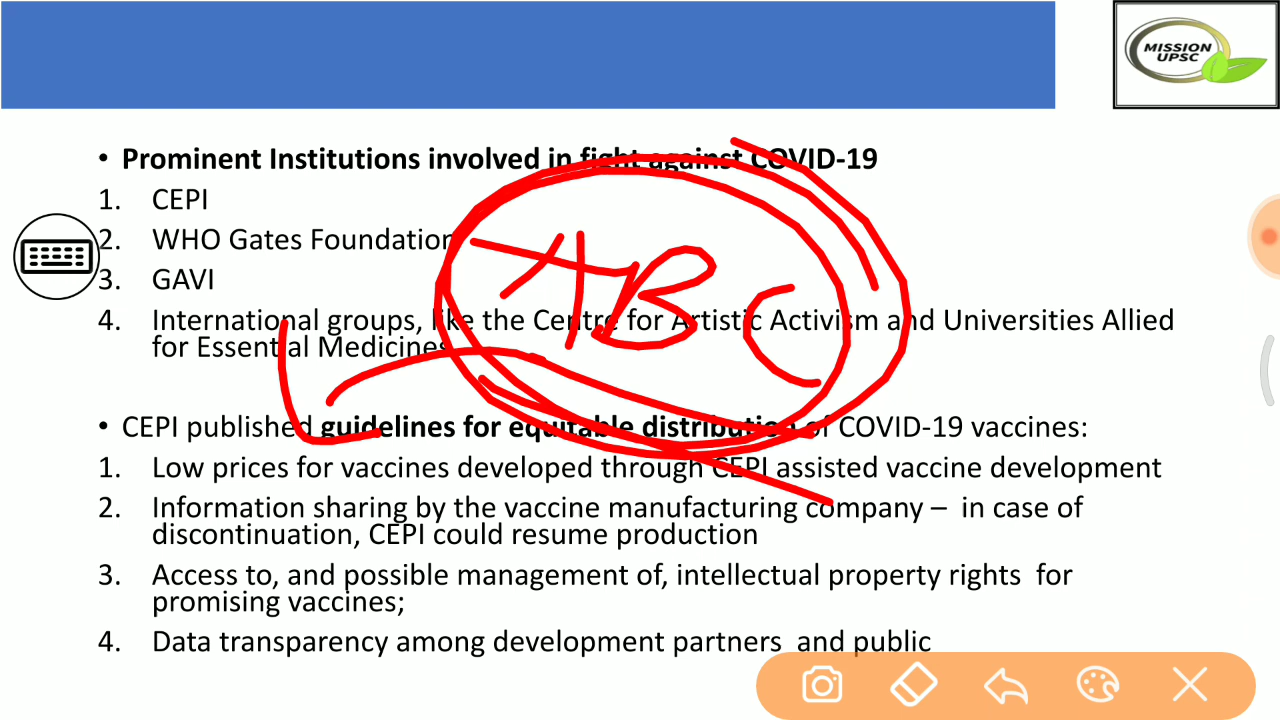 MISSION
UPSC
• Prominent Institutions involved in fight against COVID-19
1. CEPI
2. WHO Gates Foundation
3. GAVI
4. International groups, like the Centre for Artistic Activism and Universities Allied
for Essential Medicines
ABC
• CEPI published guidelines for equitable distribution of COVID-19 vaccines:
1. Low prices for vaccines developed through CEPI assisted vaccine development
2. Information sharing by the vaccine manufacturing company – in case of
discontinuation, CEPI could resume production
3. Access to, and possible management of, intellectual property rights for
promising vaccines;
4. Data transparency among development partners and public